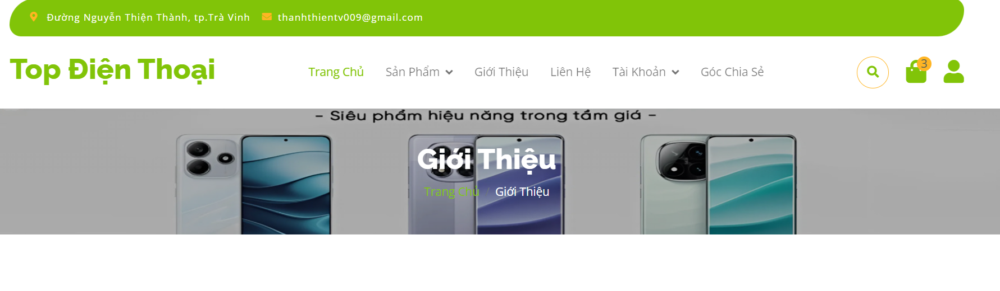 Đường Nguyễn Thiện Thành, tp.Trà Vinh thanhthientv009@gmail.com
Top Điện Thoại
Trang Chủ Sản Phẩm Giới Thiệu Liên Hệ Tài Khoản Góc Chia Sẻ
3
– Siêu phẩm hiệu năng trong tầm giá –
Giới Thiệu
Trang Chủ / Giới Thiệu